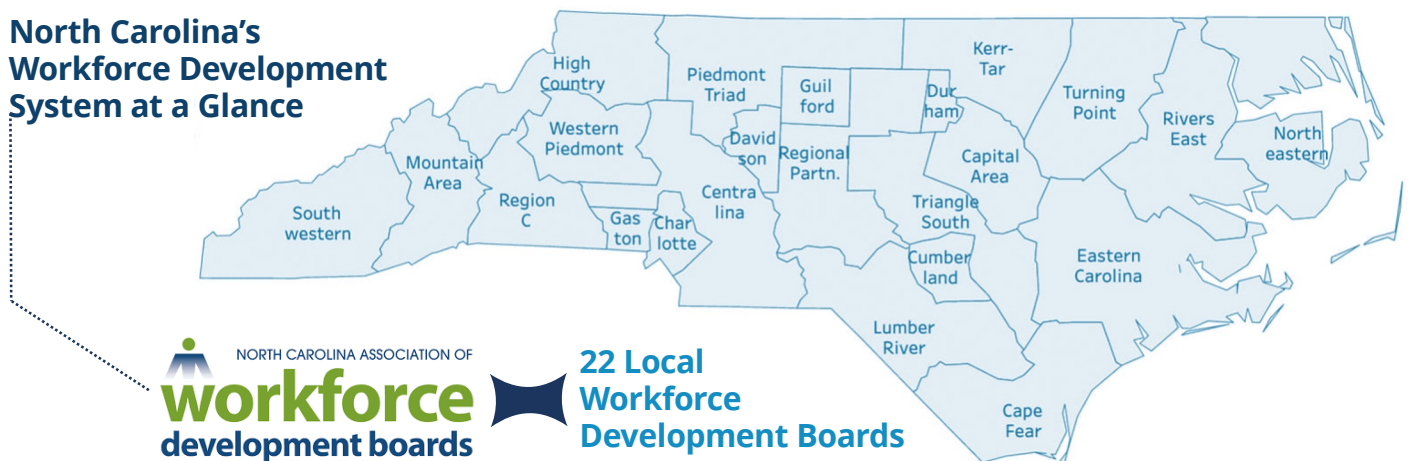 North Carolina’s
Workforce Development
System at a Glance
High
Country
Piedmont
Triad
Guil
ford
Dur
ham
Kerr-
Tar
Turning
Point
Rivers
East
North
eastern
Western
Piedmont
David
son
Regional
Partn.
Capital
Area
Mountain
Area
Region
C
Centra
lina
Triangle
South
South
western
Gas
ton
Char
lotte
Cumber
land
Eastern
Carolina
Lumber
River
Cape
Fear
NORTH CAROLINA ASSOCIATION OF
workforce
development boards
22 Local
Workforce
Development Boards